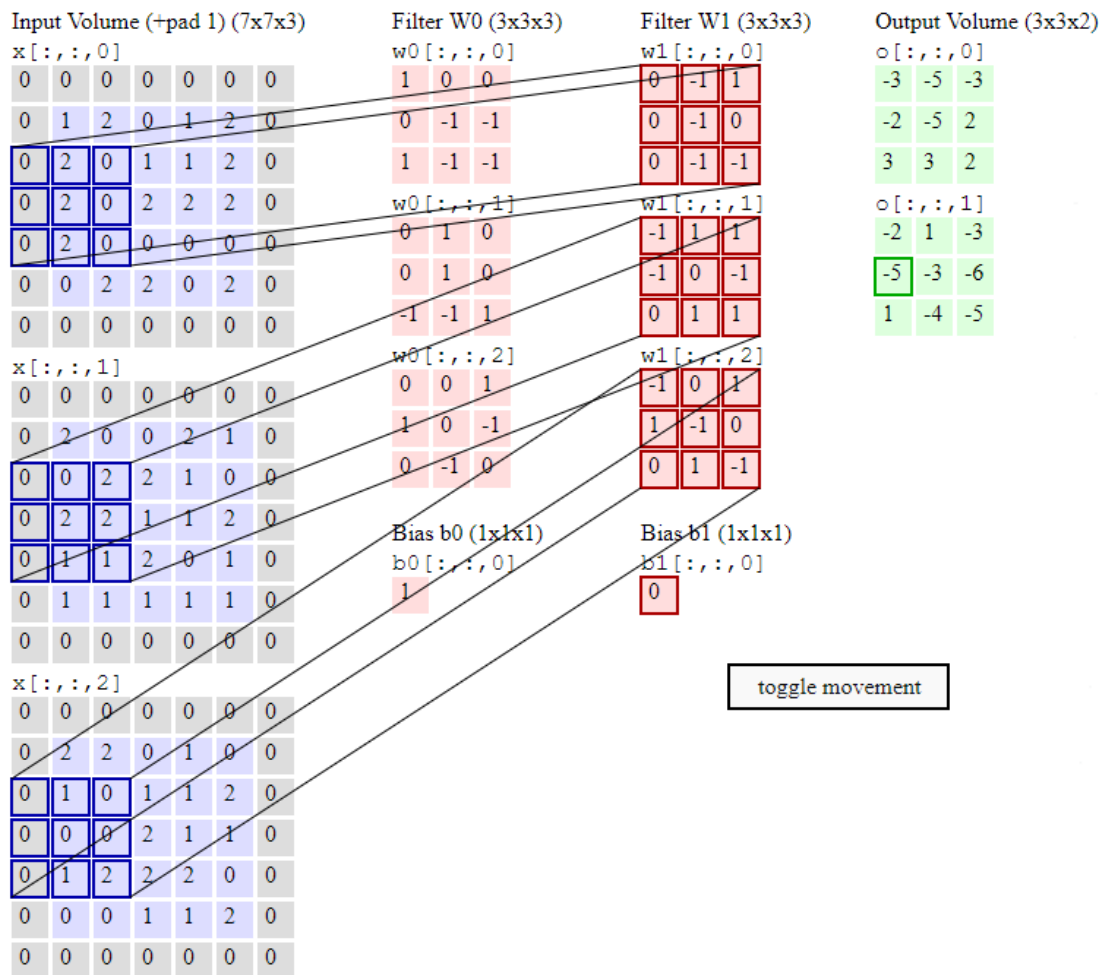 Input Volume (+pad 1) (7x7x3)
x[:,:,0]
0 0 0 0 0 0 0
0 1 2 0 1 2 0
0 2 0 1 1 2 0
0 2 0 2 2 2 0
0 2 0 0 0 0 0
0 0 2 2 0 2 0
0 0 0 0 0 0 0
x[:,:,1]
0 0 0 0 0 0 0
0 2 0 0 2 1 0
0 0 2 2 1 0 0
0 2 2 1 1 2 0
0 1 1 2 0 1 0
0 1 1 1 1 1 0
0 0 0 0 0 0 0
x[:,:,2]
0 0 0 0 0 0 0
0 2 2 0 1 0 0
0 1 0 1 1 2 0
0 0 0 2 1 1 0
0 1 2 2 2 0 0
0 0 0 1 1 2 0
0 0 0 0 0 0 0
Filter W0 (3x3x3)
w0[:,:,0]
1 0 0
0 -1 -1
1 -1 -1
w0[:,:,1]
0 1 0
0 1 0
-1 -1 1
w0[:,:,2]
0 0 1
1 0 -1
0 -1 0
Bias b0 (1x1x1)
b0[:,:,0]
1
Filter W1 (3x3x3)
w1[:,:,0]
0 -1 1
0 -1 0
0 -1 -1
w1[:,:,1]
-1 1 1
-1 0 -1
0 1 1
w1[:,:,2]
-1 0 1
1 -1 0
0 1 -1
Bias b1 (1x1x1)
b1[:,:,0]
0
Output Volume (3x3x2)
o[:,:,0]
-3 -5 -3
-2 -5 2
3 3 2
o[:,:,1]
-2 1 -3
-5 -3 -6
1 -4 -5
toggle movement